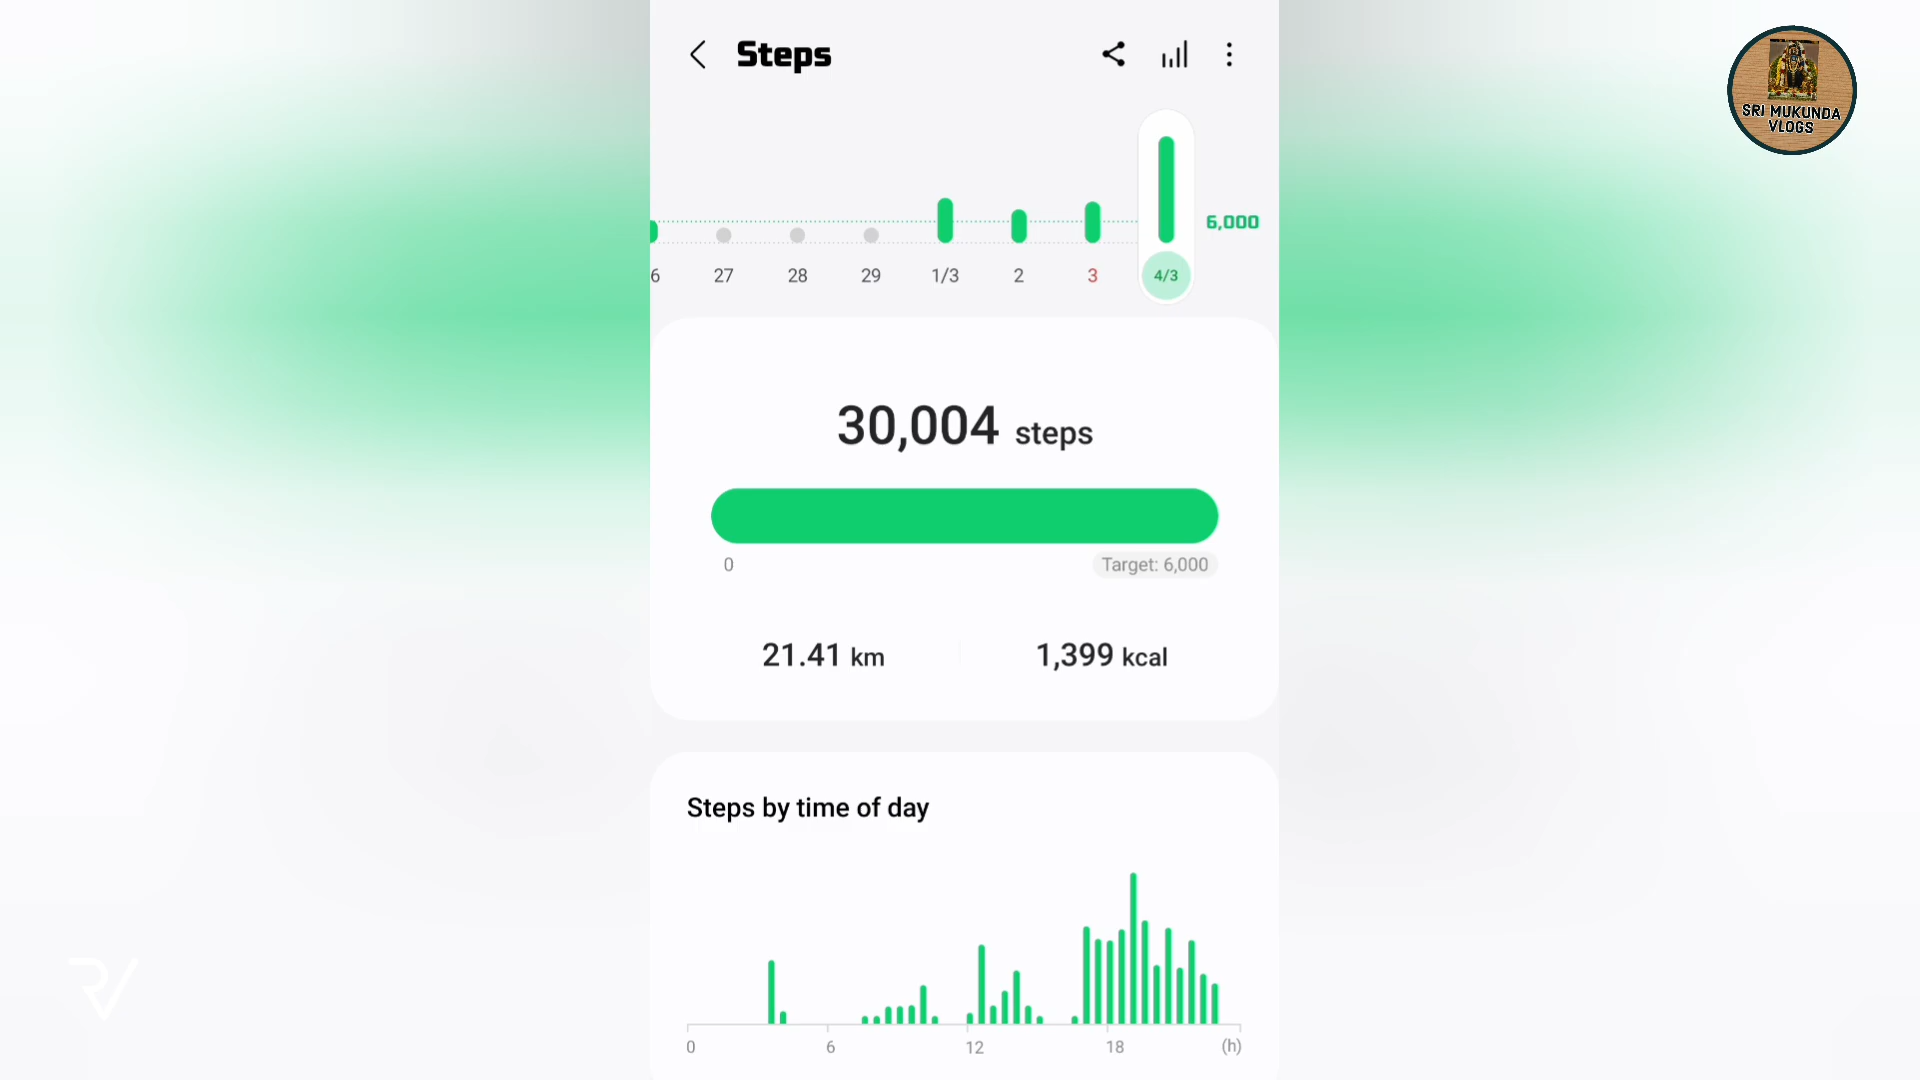 Steps
SRI MUKUNDA
VLOGS
6,000
6 27 28 29 1/3 2 3 4/3
30,004 steps
0 Target: 6,000
21.41 km 1,399 kcal
Steps by time of day
0 6 12 18 (h)
RV